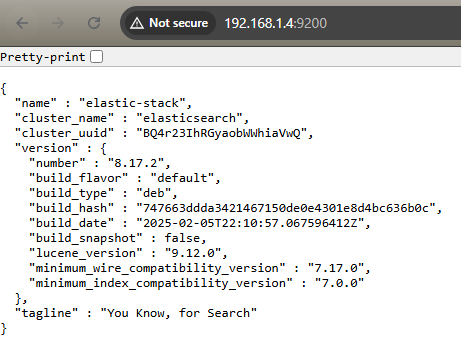 Not secure 192.168.1.4:9200
Pretty-print
{
  "name" : "elastic-stack",
  "cluster_name" : "elasticsearch",
  "cluster_uuid" : "BQ4r23IhRGyaobWWhiaVwQ",
  "version" : {
    "number" : "8.17.2",
    "build_flavor" : "default",
    "build_type" : "deb",
    "build_hash" : "747663ddda3421467150de0e4301e8d4bc636b0c",
    "build_date" : "2025-02-05T22:10:57.067596412Z",
    "build_snapshot" : false,
    "lucene_version" : "9.12.0",
    "minimum_wire_compatibility_version" : "7.17.0",
    "minimum_index_compatibility_version" : "7.0.0"
  },
  "tagline" : "You Know, for Search"
}